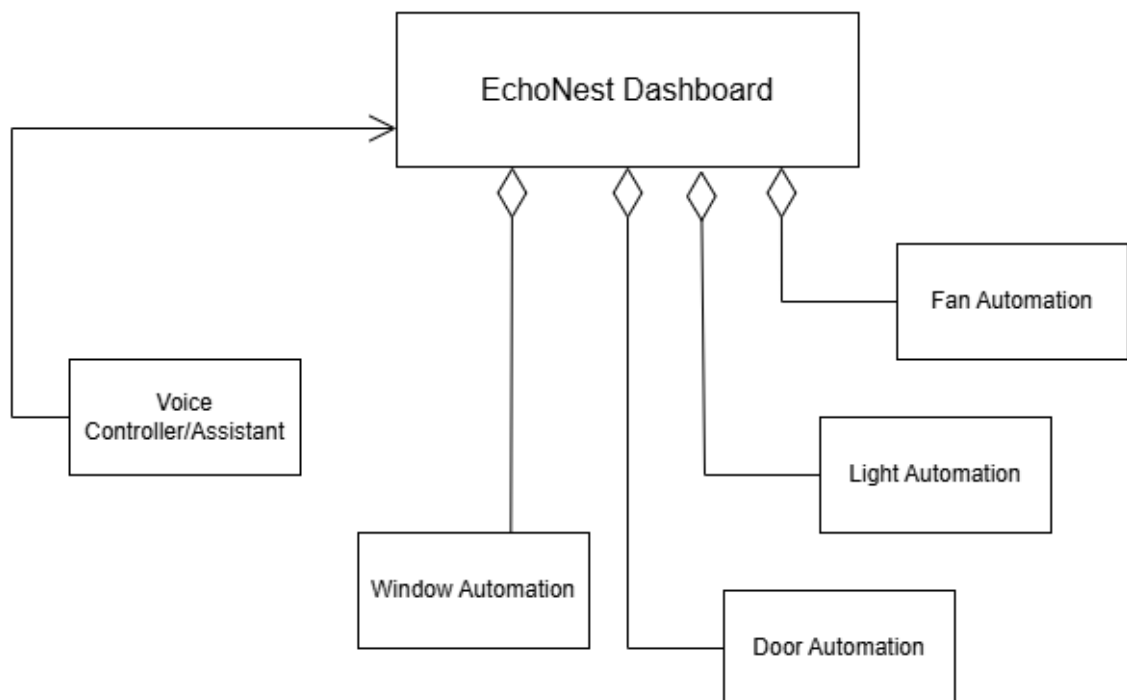 EchoNest Dashboard
Fan Automation
Voice
Controller/Assistant
Light Automation
Window Automation
Door Automation